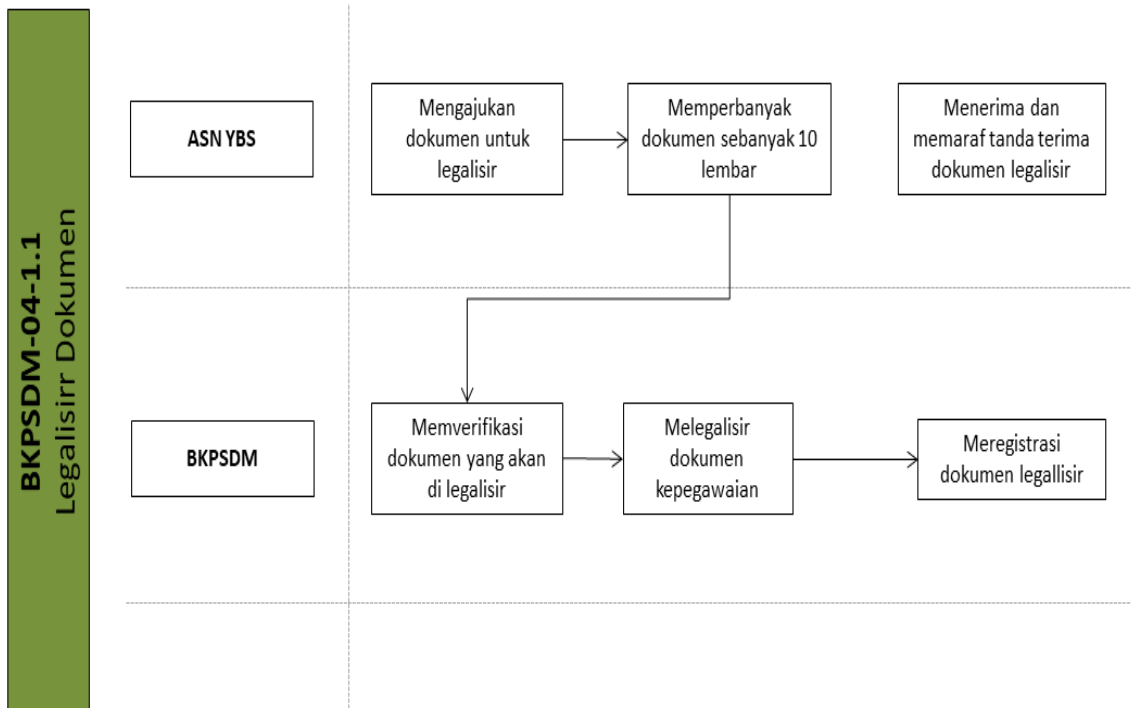 BKPSDM-04-1.1
Legalisirr Dokumen
ASN YBS
Mengajukan
dokumen untuk
legalisir
Memperbanyak
dokumen sebanyak 10
lembar
Menerima dan
memaraf tanda terima
dokumen legalisir
BKPSDM
Memverifikasi
dokumen yang akan
di legalisir
Melegalisir
dokumen
kepegawaian
Meregistrasi
dokumen legallisir